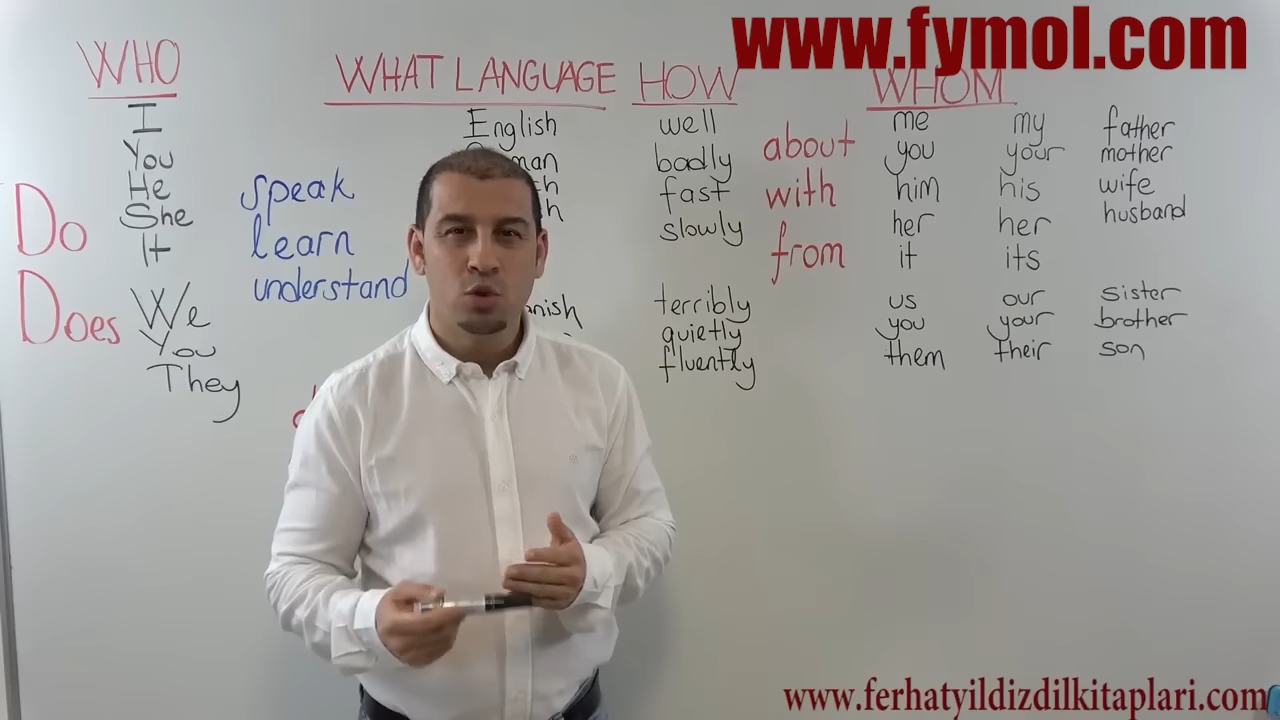 www.fymol.com
WHO
I
You
He
She
It
We
You
They
Do
Does
speak
learn
understand
WHAT LANGUAGE
English
HOW
well
badly
fast
slowly
terribly
quietly
fluently
about
with
from
WHOM
me
you
him
her
it
us
you
them
my
your
his
her
its
our
your
their
father
mother
wife
husband
sister
brother
son
www.ferhatyildizdilkitaplari.com